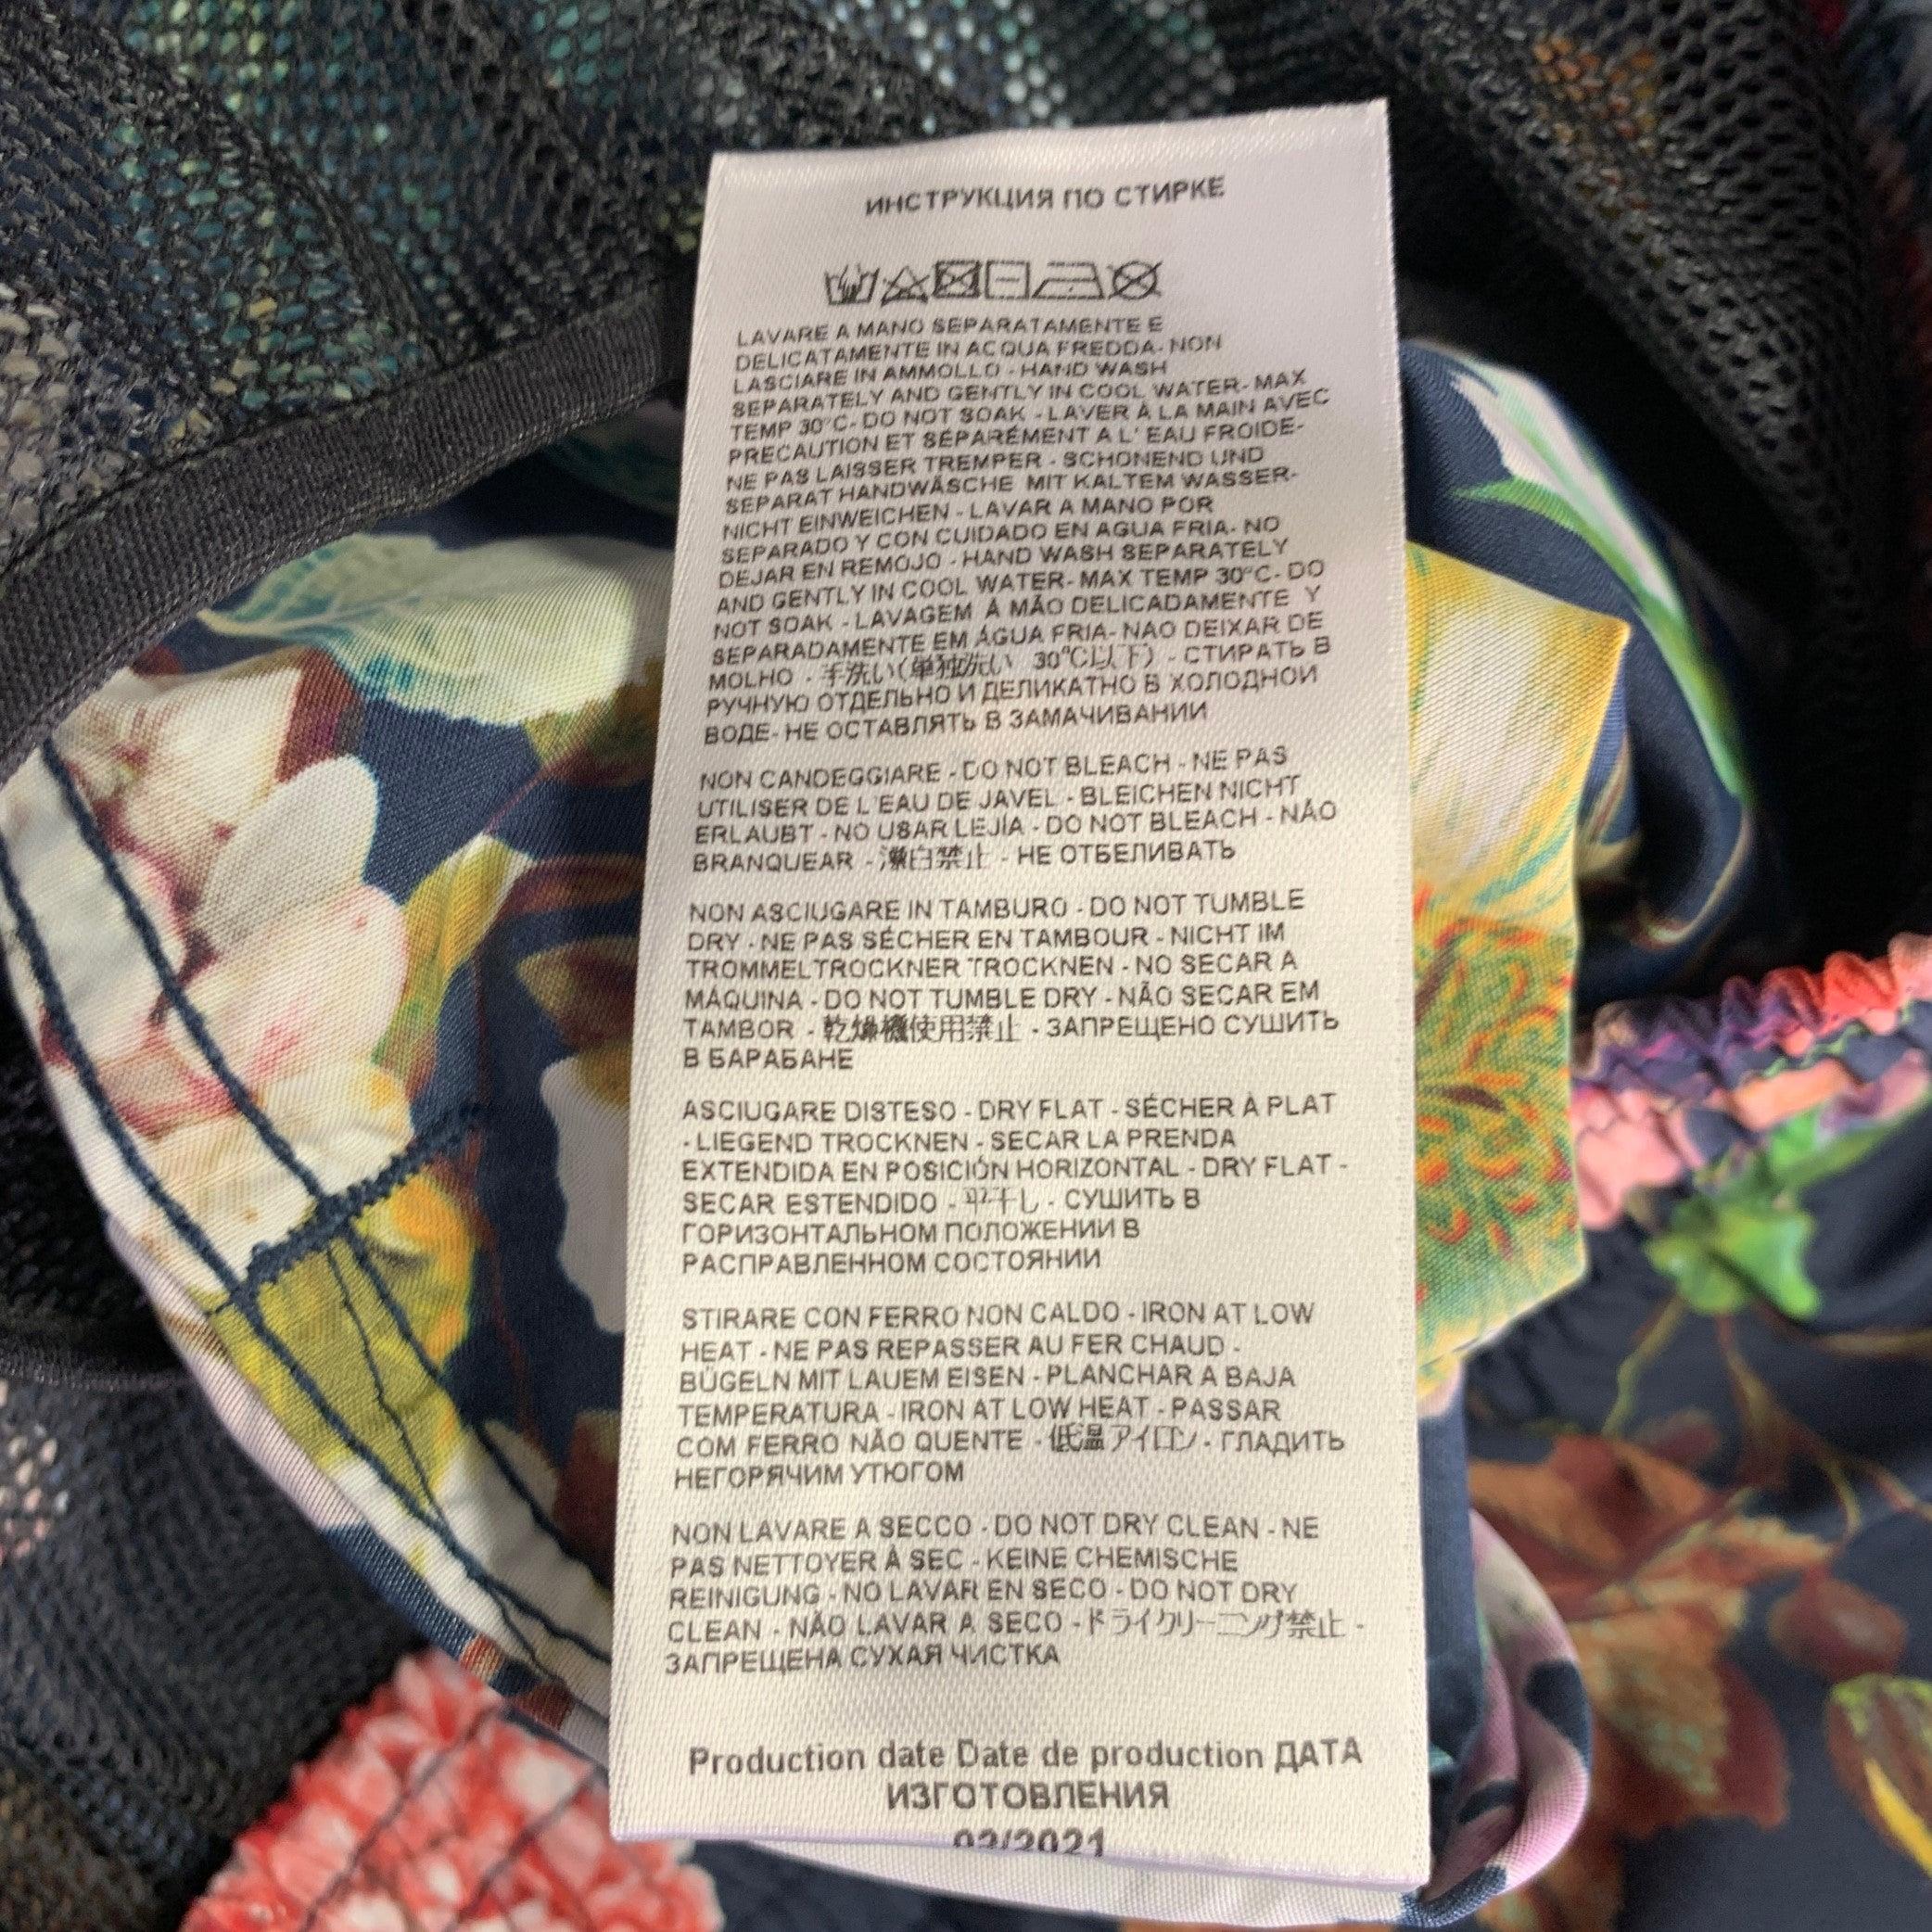 ИНСТРУКЦИЯ ПО СТИРКЕ
LAVARE A MANO SEPARATAMENTE E
DELICATAMENTE IN ACQUA FREDDA- NON
LASCIARE IN AMMOLLO - HAND WASH
SEPARATELY AND GENTLY IN COOL WATER- MAX
TEMP 30°C- DO NOT SOAK - LAVER À LA MAIN AVEC
PRECAUTION ET SÉPARÉMENT A L' EAU FROIDE-
NE PAS LAISSER TREMPER - SCHONEND UND
SEPARAT HANDWÄSCHE MIT KALTEM WASSER-
NICHT EINWEICHEN - LAVAR A MANO POR
SEPARADO Y CON CUIDADO EN AGUA FRIA- NO
DEJAR EN REMOJO - HAND WASH SEPARATELY
AND GENTLY IN COOL WATER- MAX TEMP 30°C- DO
NOT SOAK - LAVAGEM À MÃO DELICADAMENTE Y
SEPARADAMENTE EM ÁGUA FRIA- NAO DEIXAR DE
MOLHO - 手洗い(単独洗い 30℃以下) - СТИРАТЬ В
РУЧНУЮ ОТДЕЛЬНО И ДЕЛИКАТНО В ХОЛОДНОИ
ВОДЕ- НЕ ОСТАВЛЯТЬ В ЗАМАЧИВАНИИ
NON CANDEGGIARE - DO NOT BLEACH - NE PAS
UTILISER DE L'EAU DE JAVEL - BLEICHEN NICHT
ERLAUBT - NO USAR LEJÍA - DO NOT BLEACH - NÃO
BRANQUEAR - 漂白禁止 - НЕ ОТБЕЛИВАТЬ
NON ASCIUGARE IN TAMBURO - DO NOT TUMBLE
DRY - NE PAS SÉCHER EN TAMBOUR - NICHT IM
TROMMELTROCKNER TROCKNEN - NO SECAR A
MÁQUINA - DO NOT TUMBLE DRY - NÃO SECAR EM
TAMBOR - 乾燥機使用禁止 - ЗАПРЕЩЕНО СУШИТЬ
В БАРАБАНЕ
ASCIUGARE DISTESO - DRY FLAT - SÉCHER À PLAT
- LIEGEND TROCKNEN - SECAR LA PRENDA
EXTENDIDA EN POSICIÓN HORIZONTAL - DRY FLAT -
SECAR ESTENDIDO - 平干し - СУШИТЬ В
ГОРИЗОНТАЛЬНОМ ПОЛОЖЕНИИ В
РАСПРАВЛЕННОМ СОСТОЯНИИ
STIRARE CON FERRO NON CALDO - IRON AT LOW
HEAT - NE PAS REPASSER AU FER CHAUD -
BÜGELN MIT LAUEM EISEN - PLANCHAR A BAJA
TEMPERATURA - IRON AT LOW HEAT - PASSAR
COM FERRO NÃO QUENTE - 低温アイロン - ГЛАДИТЬ
НЕГОРЯЧИМ УТЮГОМ
NON LAVARE A SECCO - DO NOT DRY CLEAN - NE
PAS NETTOYER À SEC - KEINE CHEMISCHE
REINIGUNG - NO LAVAR EN SECO - DO NOT DRY
CLEAN - NÃO LAVAR A SECO - ドライクリーニング禁止 -
ЗАПРЕЩЕНА СУХАЯ ЧИСТКА
Production date Date de production ДАТА
ИЗГОТОВЛЕНИЯ